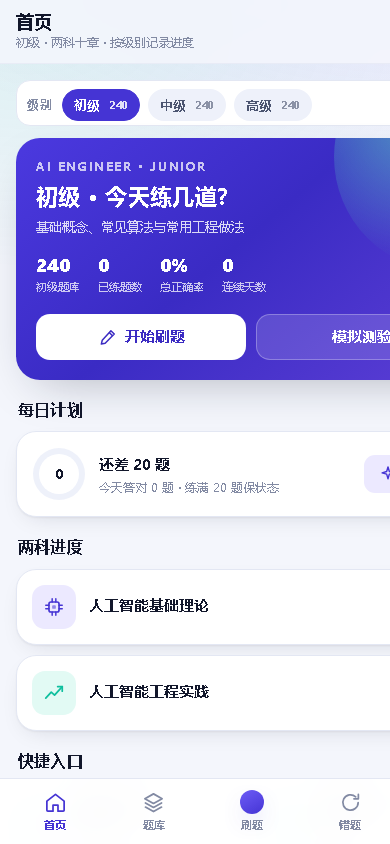 首页
初级·两科十章·按级别记录进度
级别 初级 240 中级 240 高级 240
AI ENGINEER · JUNIOR
初级·今天练几道?
基础概念、常见算法与常用工程做法
240 0 0% 0
初级题库 已练题数 总正确率 连续天数
开始刷题 模拟测验
每日计划
0 还差 20 题
今天答对 0 题·练满 20 题保状态
两科进度
人工智能基础理论
人工智能工程实践
快捷入口
首页 题库 刷题 错题